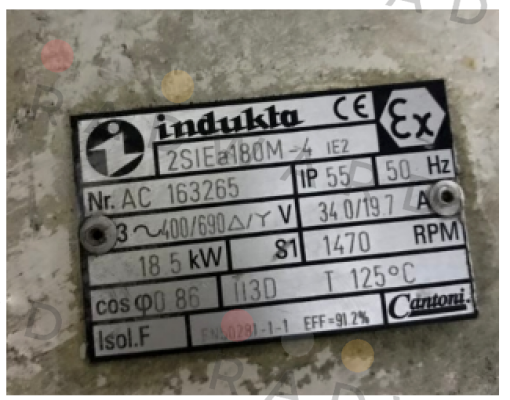 indukta CE Ex
2SIEa180M-4 IE2
Nr. AC 163265 IP 55 50 Hz
3~400/690△/Y V 34.0/19.7 A
18.5 kW S1 1470 RPM
cos φ0.86 II3D T 125°C
Isol.F EN50281-1-1 EFF=91.2% Cantoni